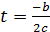 t = −b / 2c